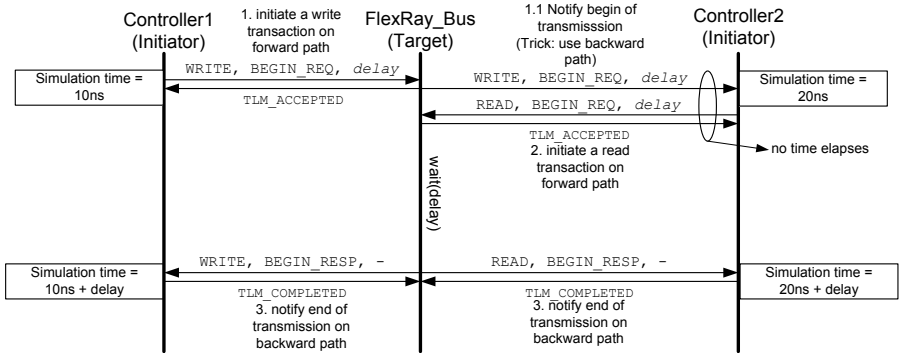 Controller1
(Initiator)
1. initiate a write
transaction on
forward path
FlexRay_Bus
(Target)
1.1 Notify begin of
transmisssion
(Trick: use backward
path)
Controller2
(Initiator)
Simulation time =
10ns
WRITE, BEGIN_REQ, delay
TLM_ACCEPTED
WRITE, BEGIN_REQ, delay
READ, BEGIN_REQ, delay
TLM_ACCEPTED
Simulation time =
20ns
no time elapses
2. initiate a read
transaction on
forward path
wait(delay)
Simulation time =
10ns + delay
WRITE, BEGIN_RESP, -
TLM_COMPLETED
3. notify end of
transmission on
backward path
READ, BEGIN_RESP, -
TLM_COMPLETED
3. notify end of
transmission on
backward path
Simulation time =
20ns + delay